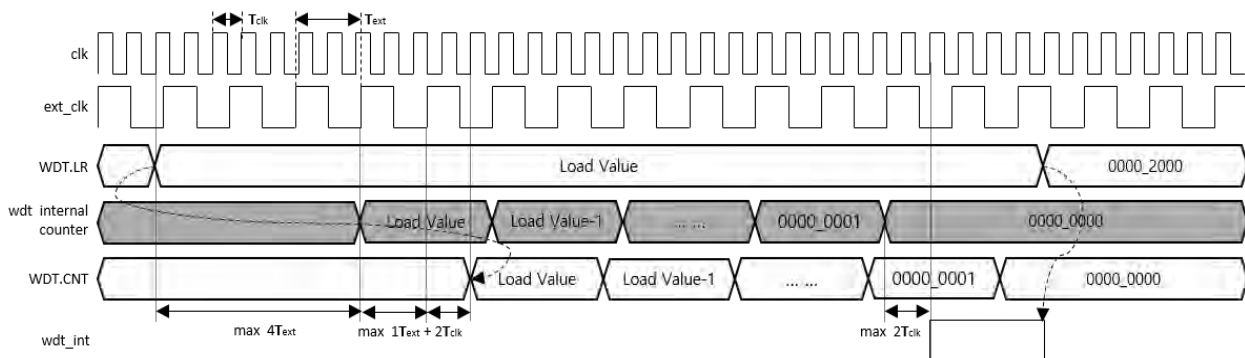 Tclk Text
clk
ext_clk
WDT.LR Load Value 0000_2000
wdt internal
counter
Load Value Load Value-1 ... ... 0000_0001 0000_0000
WDT.CNT Load Value Load Value-1 ... ... 0000_0001 0000_0000
max 4Text max 1Text + 2Tclk max 2Tclk
wdt_int